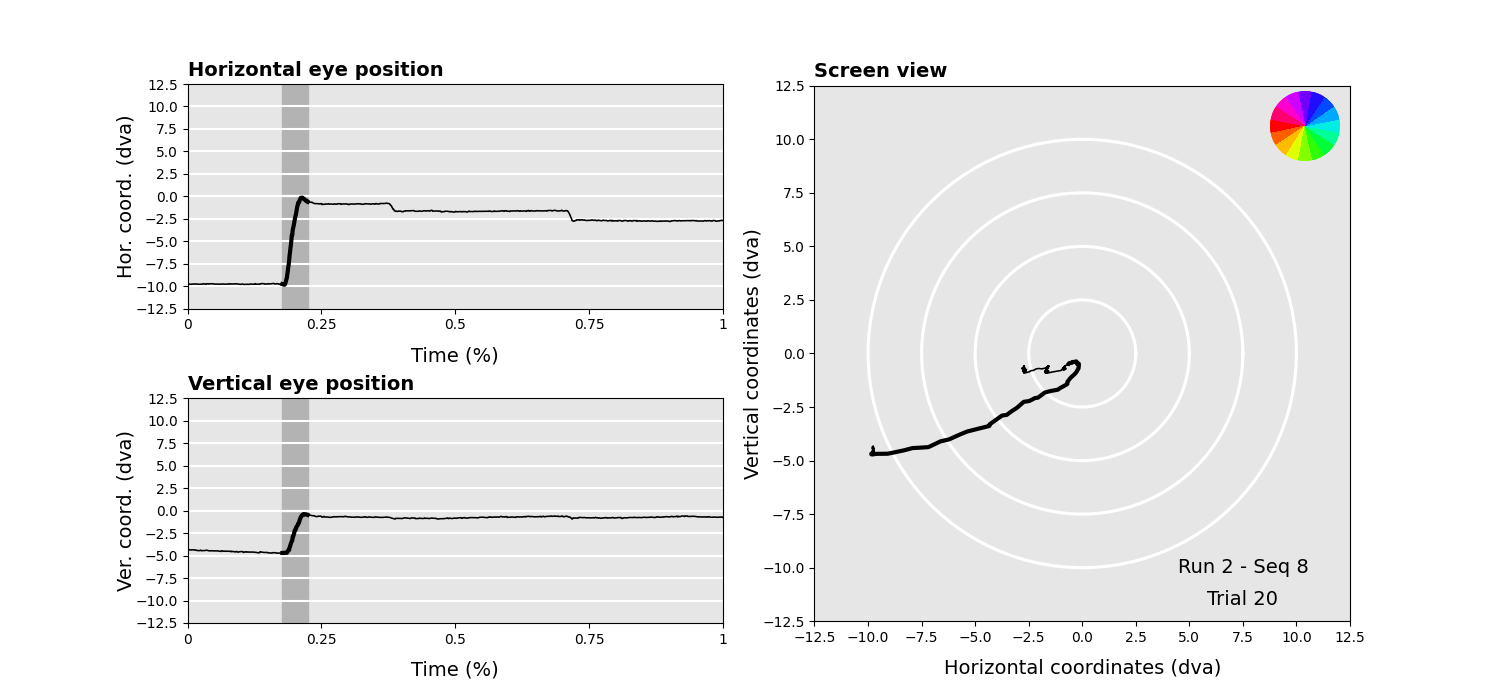 Horizontal eye position
Hor. coord. (dva)
12.5
10.0
7.5
5.0
2.5
0.0
−2.5
−5.0
−7.5
−10.0
−12.5
0 0.25 0.5 0.75 1
Time (%)
Vertical eye position
Ver. coord. (dva)
12.5
10.0
7.5
5.0
2.5
0.0
−2.5
−5.0
−7.5
−10.0
−12.5
0 0.25 0.5 0.75 1
Time (%)
Screen view
Vertical coordinates (dva)
12.5
10.0
7.5
5.0
2.5
0.0
−2.5
−5.0
−7.5
−10.0
−12.5
Run 2 - Seq 8
Trial 20
−12.5 −10.0 −7.5 −5.0 −2.5 0.0 2.5 5.0 7.5 10.0 12.5
Horizontal coordinates (dva)